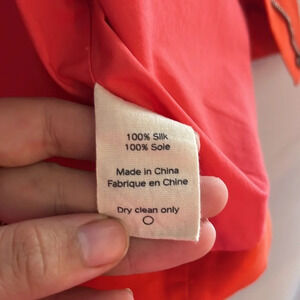 100% Silk
100% Soie
Made in China
Fabriqué en Chine
Dry clean only